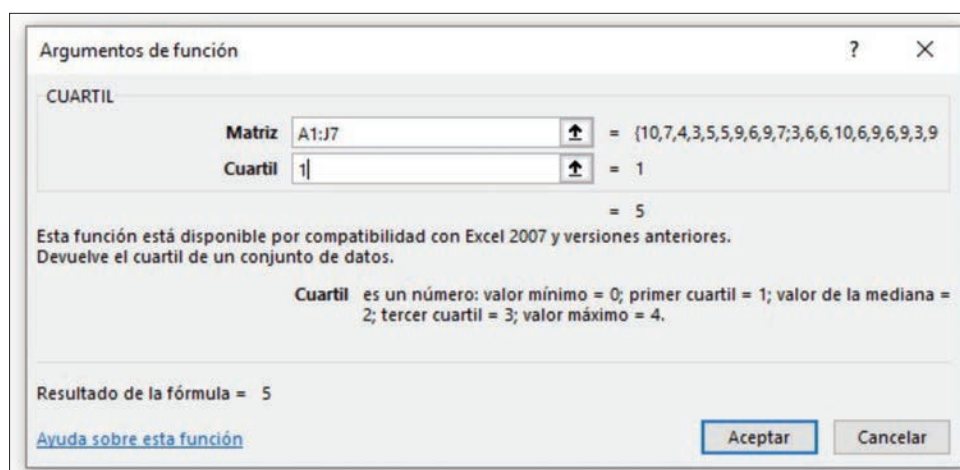 Argumentos de función ? ×
CUARTIL
Matriz A1:J7 = {10,7,4,3,5,5,9,6,9,7;3,6,6,10,6,9,6,9,3,9
Cuartil 1 = 1
= 5
Esta función está disponible por compatibilidad con Excel 2007 y versiones anteriores.
Devuelve el cuartil de un conjunto de datos.
Cuartil es un número: valor mínimo = 0; primer cuartil = 1; valor de la mediana =
2; tercer cuartil = 3; valor máximo = 4.
Resultado de la fórmula = 5
Ayuda sobre esta función Aceptar Cancelar